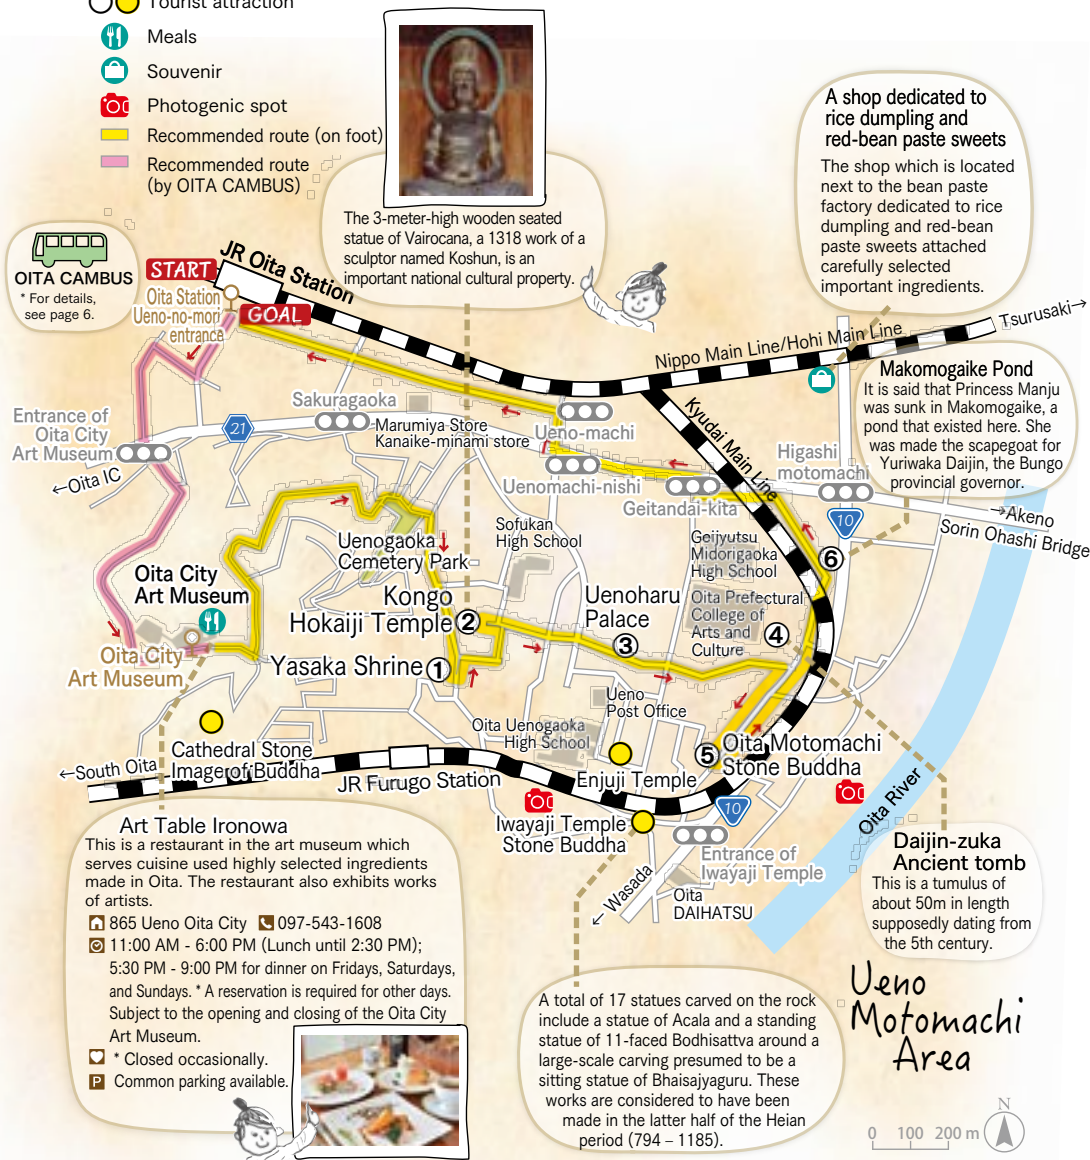 Tourist attraction
Meals
Souvenir
Photogenic spot
Recommended route (on foot)
Recommended route
(by OITA CAMBUS)
The 3-meter-high wooden seated
statue of Vairocana, a 1318 work of a
sculptor named Koshun, is an
important national cultural property.
A shop dedicated to
rice dumpling and
red-bean paste sweets
The shop which is located
next to the bean paste
factory dedicated to rice
dumpling and red-bean
paste sweets attached
carefully selected
important ingredients.
OITA CAMBUS
* For details,
see page 6.
START
JR Oita Station
Oita Station
Ueno-no-mori
entrance
GOAL
Nippo Main Line/Hohi Main Line
Tsurusaki→
Makomogaike Pond
It is said that Princess Manju
was sunk in Makomogaike, a
pond that existed here. She
was made the scapegoat for
Yuriwaka Daijin, the Bungo
provincial governor.
Kyudai Main Line
Entrance of
Oita City
Art Museum
←Oita IC
21
Sakuragaoka
Marumiya Store
Kanaike-minami store
Ueno-machi
Uenomachi-nishi
Geitandai-kita
Higashi
motomachi
10
→Akeno
Sorin Ohashi Bridge
Uenogaoka
Cemetery Park
Sofukan
High School
Geijyutsu
Midorigaoka
High School
⑥
Oita City
Art Museum
Kongo
Hokaiji Temple ②
Uenoharu
Palace
③
Oita Prefectural
College of
Arts and
Culture
④
Oita City
Art Museum
Yasaka Shrine ①
Ueno
Post Office
Oita Uenogaoka
High School
⑤ Oita Motomachi
Stone Buddha
Cathedral Stone
Imagerof Buddha
←South Oita
JR Furugo Station
Enjuji Temple
10
Iwayaji Temple
Stone Buddha
Entrance of
Iwayaji Temple
← Wasada
Oita
DAIHATSU
Oita River
Daijin-zuka
Ancient tomb
This is a tumulus of
about 50m in length
supposedly dating from
the 5th century.
Art Table Ironowa
This is a restaurant in the art museum which
serves cuisine used highly selected ingredients
made in Oita. The restaurant also exhibits works
of artists.
865 Ueno Oita City 097-543-1608
11:00 AM - 6:00 PM (Lunch until 2:30 PM);
5:30 PM - 9:00 PM for dinner on Fridays, Saturdays,
and Sundays. * A reservation is required for other days.
Subject to the opening and closing of the Oita City
Art Museum.
* Closed occasionally.
P Common parking available.
A total of 17 statues carved on the rock
include a statue of Acala and a standing
statue of 11-faced Bodhisattva around a
large-scale carving presumed to be a
sitting statue of Bhaisajyaguru. These
works are considered to have been
made in the latter half of the Heian
period (794 – 1185).
Ueno
Motomachi
Area
0 100 200 m
N